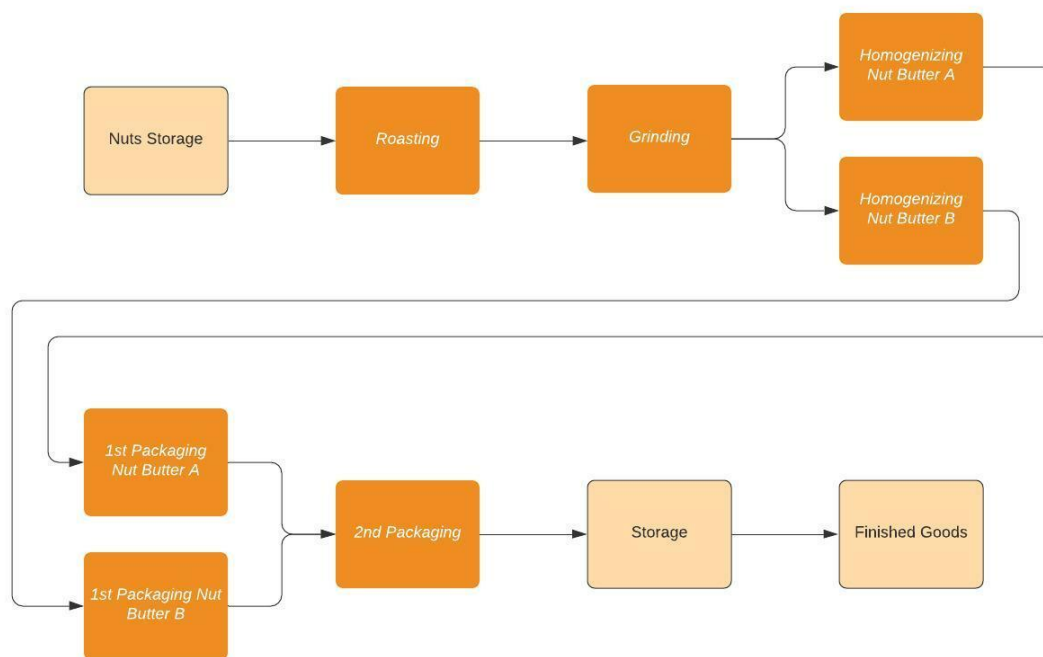 Nuts Storage
Roasting
Grinding
Homogenizing
Nut Butter A
Homogenizing
Nut Butter B
1st Packaging
Nut Butter A
1st Packaging Nut
Butter B
2nd Packaging
Storage
Finished Goods